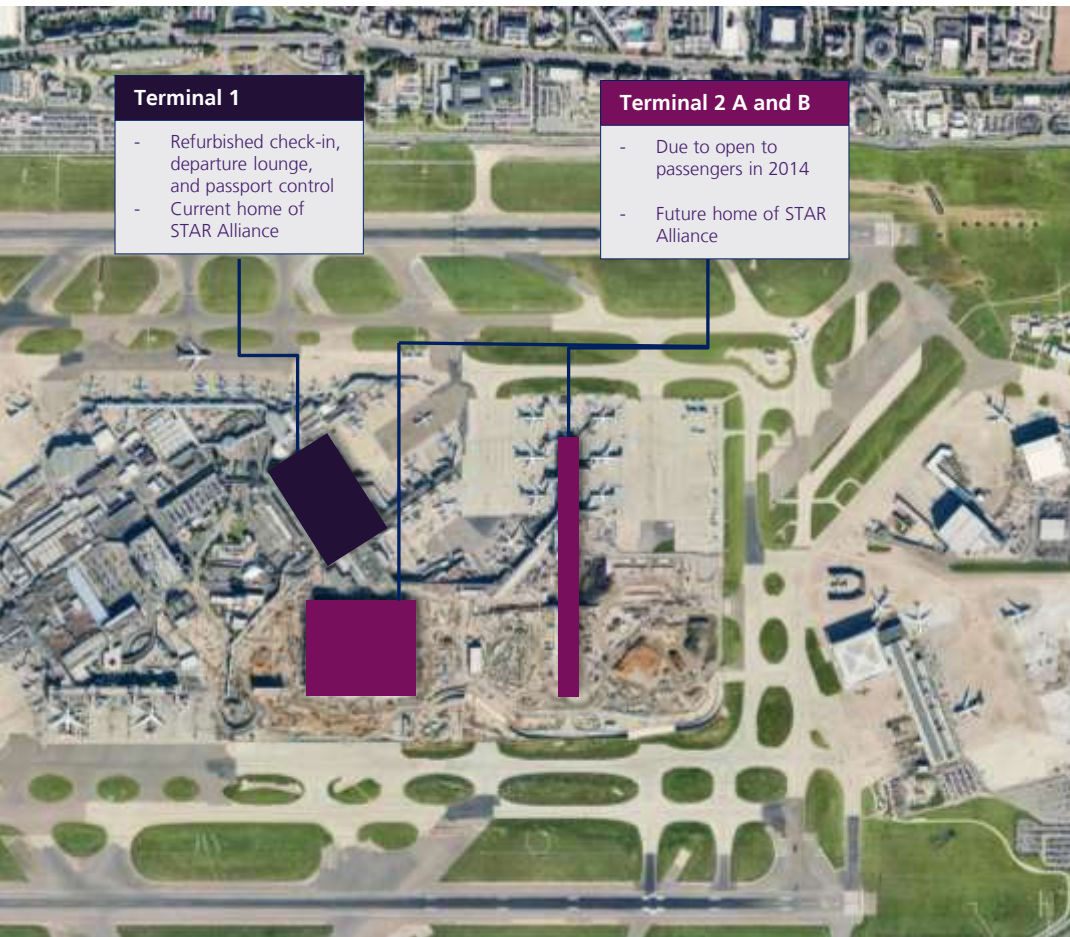 Terminal 1
- Refurbished check-in,
departure lounge,
and passport control
- Current home of
STAR Alliance
Terminal 2 A and B
- Due to open to
passengers in 2014
- Future home of STAR
Alliance